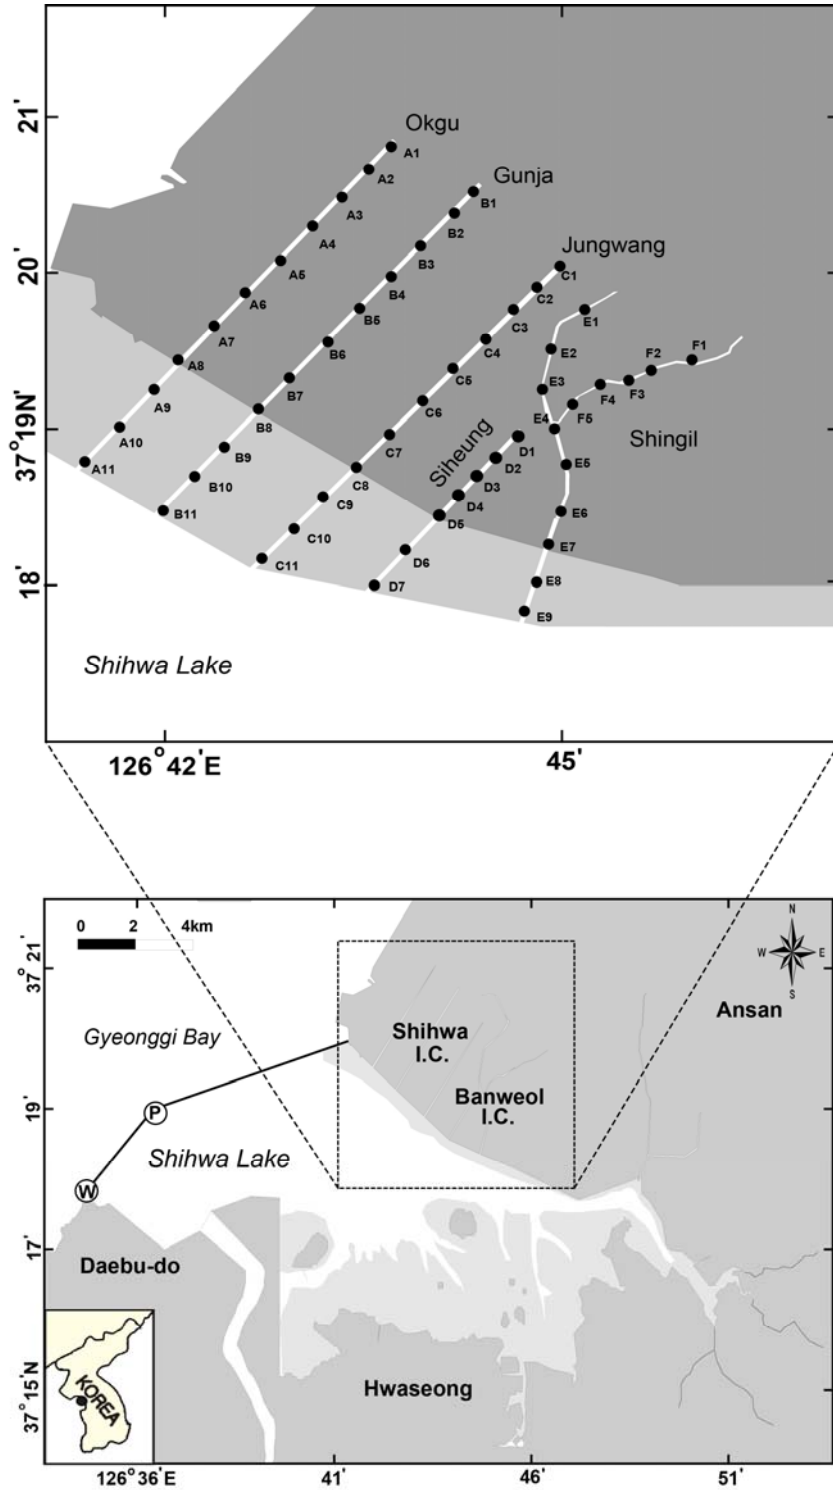 Okgu
A1
A2
A3
A4
A5
A6
A7
A8
A9
A10
A11
Gunja
B1
B2
B3
B4
B5
B6
B7
B8
B9
B10
B11
Jungwang
C1
C2
C3
C4
C5
C6
C7
C8
C9
C10
C11
Siheung
D1
D2
D3
D4
D5
D6
D7
E1
E2
E3
E4
E5
E6
E7
E8
E9
F1
F2
F3
F4
F5
Shingil
Shihwa Lake
21'
20'
37°19N'
18'
126°42'E
45'
0 2 4km
N
W E
S
Gyeonggi Bay
Shihwa
I.C.
Banweol
I.C.
Ansan
P
Shihwa Lake
W
Daebu-do
Hwaseong
KOREA
37°21'
19'
17'
37°15'N
126°36'E
41'
46'
51'